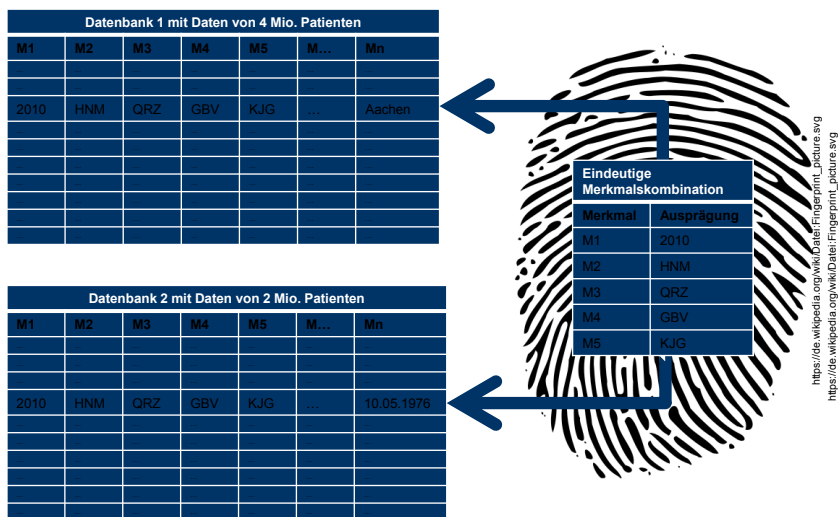 Datenbank 1 mit Daten von 4 Mio. Patienten
M1 M2 M3 M4 M5 M… Mn
... ... ... ... ... ... ...
... ... ... ... ... ... ...
2010 HNM QRZ GBV KJG … Aachen
... ... ... ... ... ... ...
... ... ... ... ... ... ...
... ... ... ... ... ... ...
... ... ... ... ... ... ...
... ... ... ... ... ... ...
... ... ... ... ... ... ...
... ... ... ... ... ... ...
Eindeutige
Merkmalskombination
Merkmal Ausprägung
M1 2010
M2 HNM
M3 QRZ
M4 GBV
M5 KJG
Datenbank 2 mit Daten von 2 Mio. Patienten
M1 M2 M3 M4 M5 M… Mn
... ... ... ... ... ... ...
... ... ... ... ... ... ...
... ... ... ... ... ... ...
2010 HNM QRZ GBV KJG … 10.05.1976
... ... ... ... ... ... ...
... ... ... ... ... ... ...
... ... ... ... ... ... ...
... ... ... ... ... ... ...
... ... ... ... ... ... ...
... ... ... ... ... ... ...
https://de.wikipedia.org/wiki/Datei:Fingerprint_picture.svg
https://de.wikipedia.org/wiki/Datei:Fingerprint_picture.svg